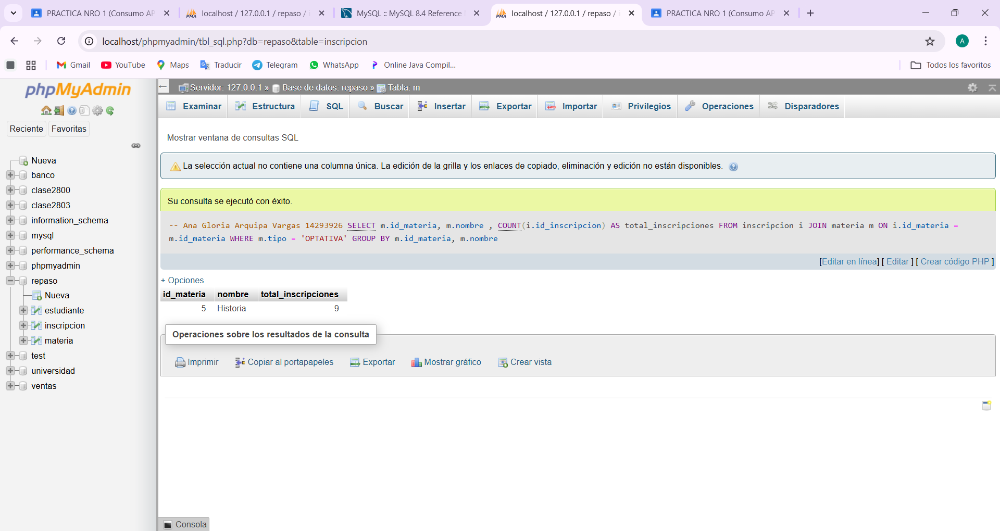 PRACTICA NRO 1 (Consumo AP
localhost / 127.0.0.1 / repaso / i
MySQL :: MySQL 8.4 Reference
localhost / 127.0.0.1 / repaso / i
PRACTICA NRO 1 (Consumo AP
localhost/phpmyadmin/tbl_sql.php?db=repaso&table=inscripcion
A
Gmail
YouTube
Maps
Traducir
Telegram
WhatsApp
Online Java Compil...
Todos los favoritos
phpMyAdmin
Reciente
Favoritas
Nueva
banco
clase2800
clase2803
information_schema
mysql
performance_schema
phpmyadmin
repaso
Nueva
estudiante
inscripcion
materia
test
universidad
ventas
Servidor: 127.0.0.1 » Base de datos: repaso » Tabla: m
Examinar
Estructura
SQL
Buscar
Insertar
Exportar
Importar
Privilegios
Operaciones
Disparadores
Mostrar ventana de consultas SQL
La selección actual no contiene una columna única. La edición de la grilla y los enlaces de copiado, eliminación y edición no están disponibles.
Su consulta se ejecutó con éxito.
-- Ana Gloria Arquipa Vargas 14293926 SELECT m.id_materia, m.nombre , COUNT(i.id_inscripcion) AS total_inscripciones FROM inscripcion i JOIN materia m ON i.id_materia =
m.id_materia WHERE m.tipo = 'OPTATIVA' GROUP BY m.id_materia, m.nombre
[Editar en línea] [ Editar ] [ Crear código PHP ]
+ Opciones
id_materia nombre total_inscripciones
5 Historia 9
Operaciones sobre los resultados de la consulta
Imprimir
Copiar al portapapeles
Exportar
Mostrar gráfico
Crear vista
Consola